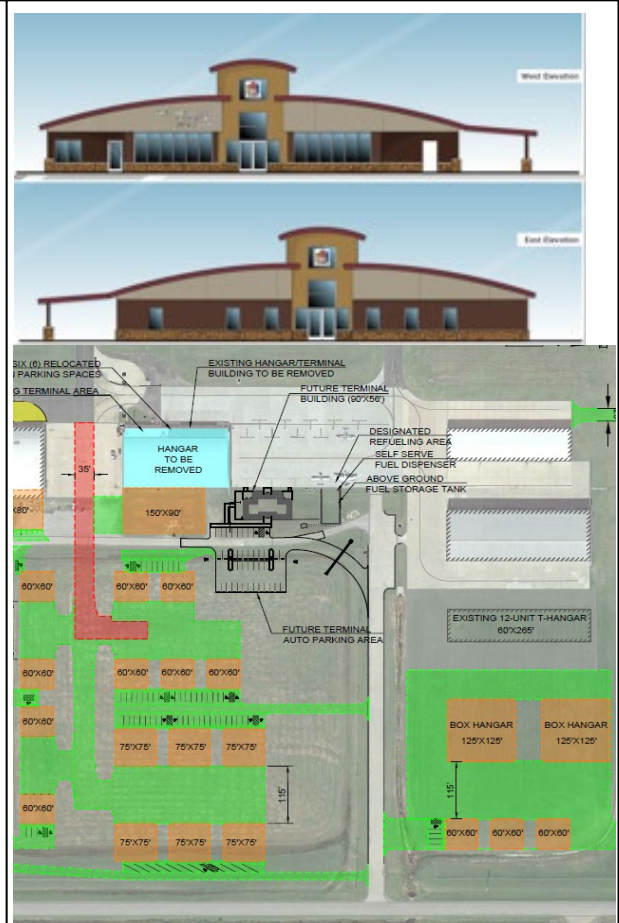 West Elevation
East Elevation
SIX (6) RELOCATED
PARKING SPACES
G TERMINAL AREA
EXISTING HANGAR/TERMINAL
BUILDING TO BE REMOVED
FUTURE TERMINAL
BUILDING (90'X56')
DESIGNATED
REFUELING AREA
SELF SERVE
FUEL DISPENSER
ABOVE GROUND
FUEL STORAGE TANK
HANGAR
TO BE
REMOVED
35'
X80'
150'X90'
60'X60'
60'X60'
60'X60'
EXISTING 12-UNIT T-HANGAR
60'X265'
FUTURE TERMINAL
AUTO PARKING AREA
60'X60'
60'X60'
60'X60'
60'X60'
60'X60'
BOX HANGAR
125'X125'
BOX HANGAR
125'X125'
75'X75'
75'X75'
75'X75'
115'
115'
60'X60'
75'X75'
75'X75'
75'X75'
60'X60'
60'X60'
60'X60'